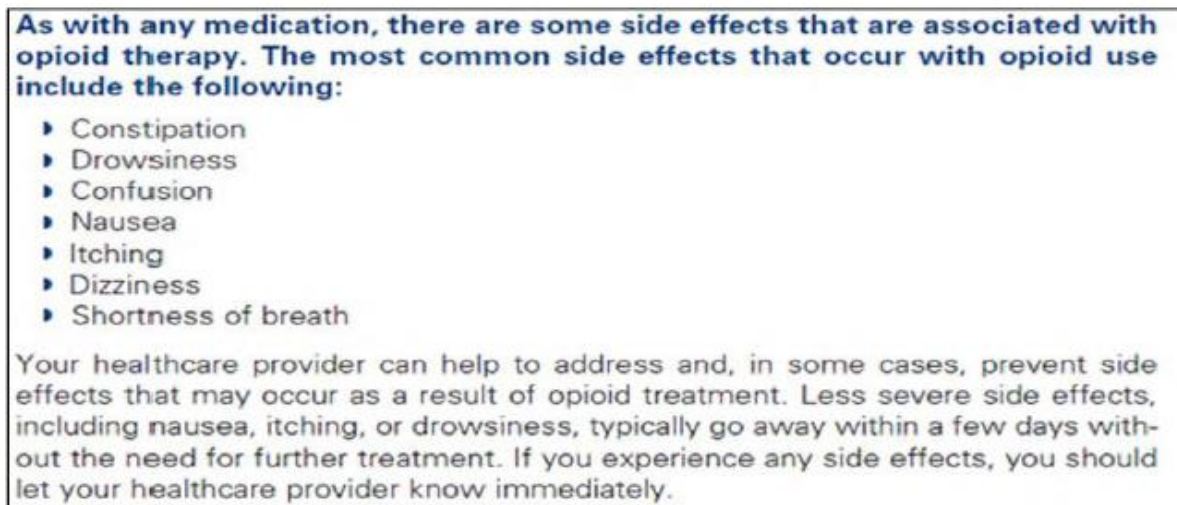 As with any medication, there are some side effects that are associated with
opioid therapy. The most common side effects that occur with opioid use
include the following:
Constipation
Drowsiness
Confusion
Nausea
Itching
Dizziness
Shortness of breath
Your healthcare provider can help to address and, in some cases, prevent side
effects that may occur as a result of opioid treatment. Less severe side effects,
including nausea, itching, or drowsiness, typically go away within a few days with-
out the need for further treatment. If you experience any side effects, you should
let your healthcare provider know immediately.